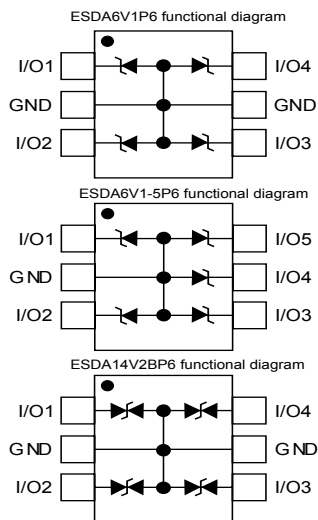 ESDA6V1P6 functional diagram
I/O1 I/O4
GND GND
I/O2 I/O3
ESDA6V1-5P6 functional diagram
I/O1 I/O5
GND I/O4
I/O2 I/O3
ESDA14V2BP6 functional diagram
I/O1 I/O4
GND GND
I/O2 I/O3